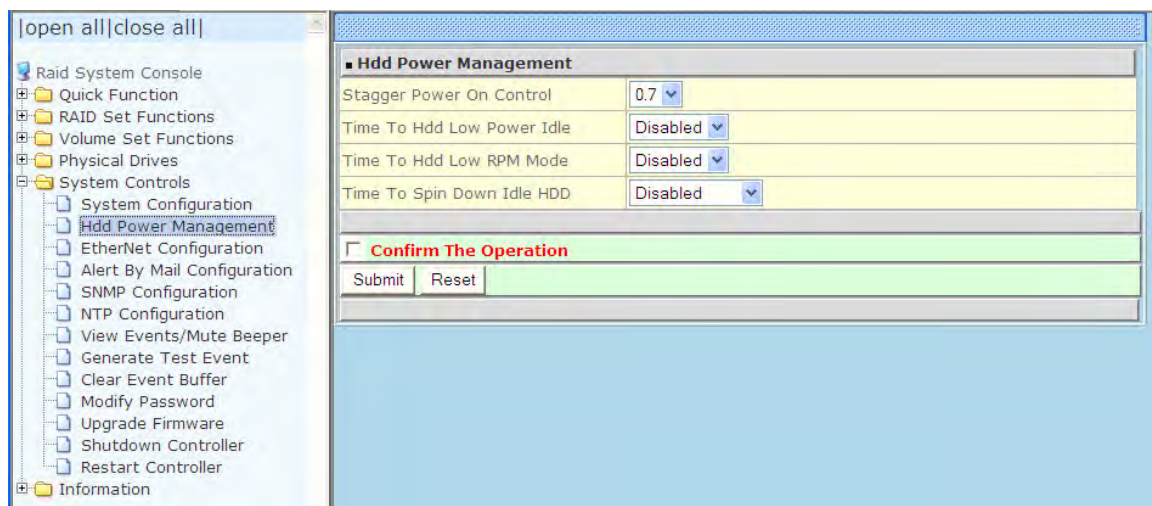 |open all|close all|
Raid System Console
Quick Function
RAID Set Functions
Volume Set Functions
Physical Drives
System Controls
System Configuration
Hdd Power Management
EtherNet Configuration
Alert By Mail Configuration
SNMP Configuration
NTP Configuration
View Events/Mute Beeper
Generate Test Event
Clear Event Buffer
Modify Password
Upgrade Firmware
Shutdown Controller
Restart Controller
Information
Hdd Power Management
Stagger Power On Control 0.7
Time To Hdd Low Power Idle Disabled
Time To Hdd Low RPM Mode Disabled
Time To Spin Down Idle HDD Disabled
Confirm The Operation
Submit Reset